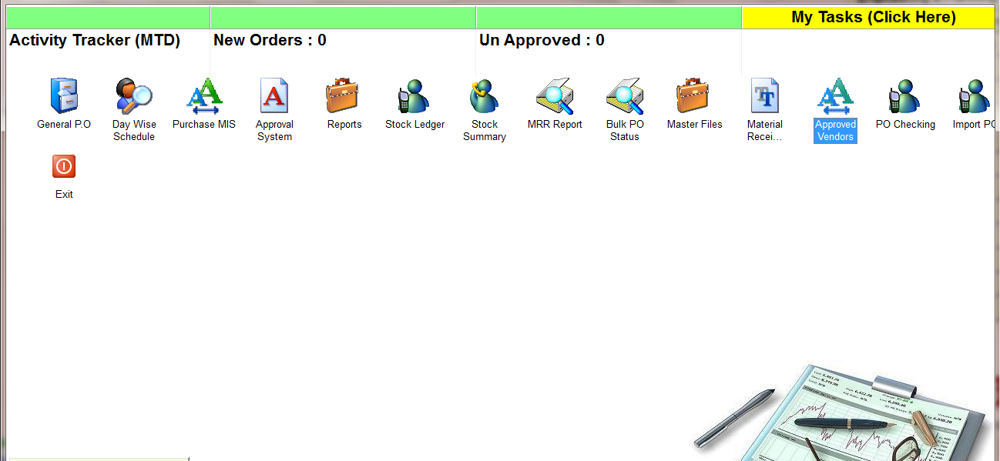 My Tasks (Click Here)
Activity Tracker (MTD)
New Orders : 0
Un Approved : 0
General P.O
Day Wise
Schedule
Purchase MIS
Approval
System
Reports
Stock Ledger
Stock
Summary
MRR Report
Bulk PO
Status
Master Files
Material
Recei...
Approved
Vendors
PO Checking
Import PO
Exit